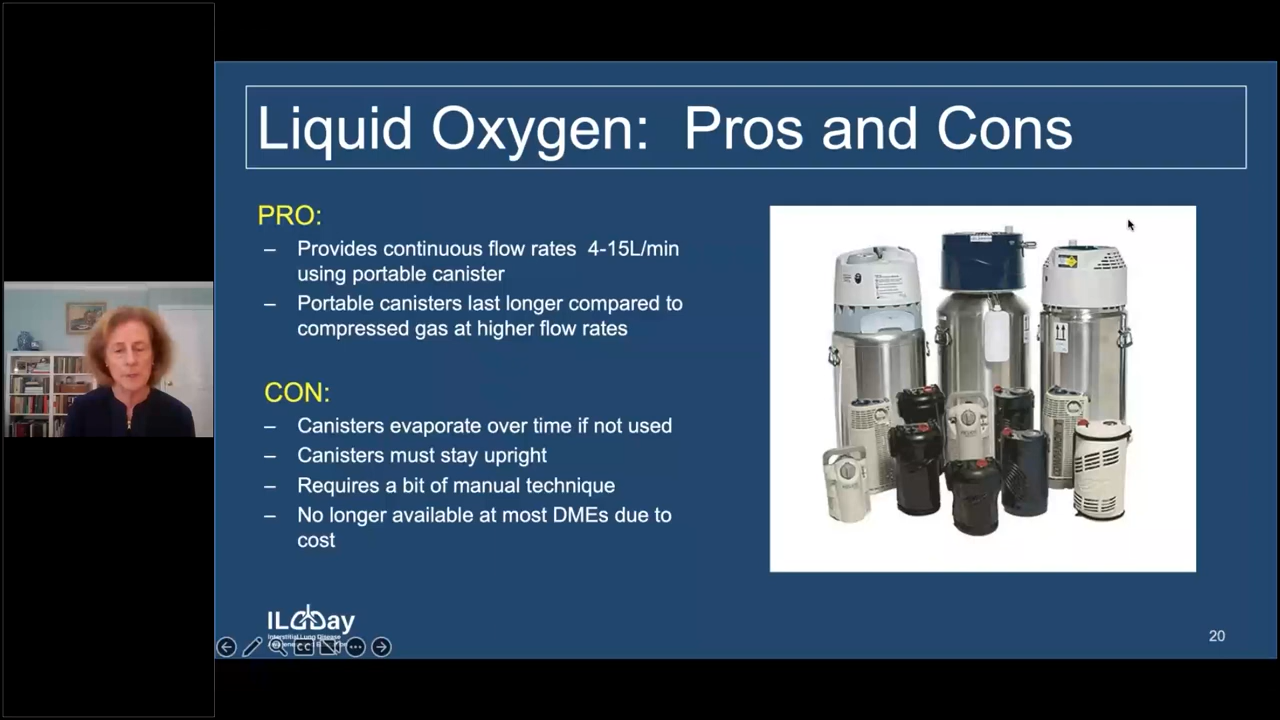 Liquid Oxygen: Pros and Cons
PRO:
– Provides continuous flow rates 4-15L/min
using portable canister
– Portable canisters last longer compared to
compressed gas at higher flow rates
CON:
– Canisters evaporate over time if not used
– Canisters must stay upright
– Requires a bit of manual technique
– No longer available at most DMEs due to
cost
ILDDay
Interstitial Lung Disease
CC
20